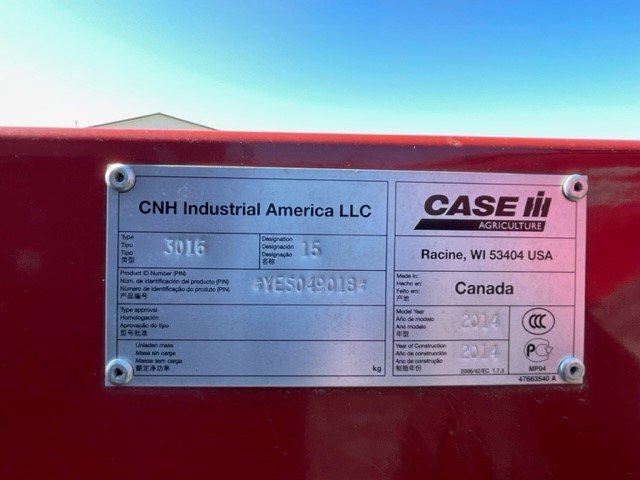 CNH Industrial America LLC
Type
Tipo
Tipo
类型
3016
Designation
Designación
Designação
名称
15
Product ID Number (PIN)
Núm. de identificación del producto (PIN)
Número de identificação do produto (PIN)
产品编号
*YES049018*
Type approval
Homologación
Aprovação do tipo
型号批准
Unladen mass
Masa sin carga
Massa sem carga
额定净功率
kg
CASE IH
AGRICULTURE
Racine, WI 53404 USA
Made in:
Hecho en:
Feito em:
产地
Canada
Model Year
Año de modelo
Ano modelo
年型
2014
Year of Construction
Año de construcción
Ano de construção
制造年份
2014
2006/42/EC 1.7.3
CCC
MP04
47663540 A